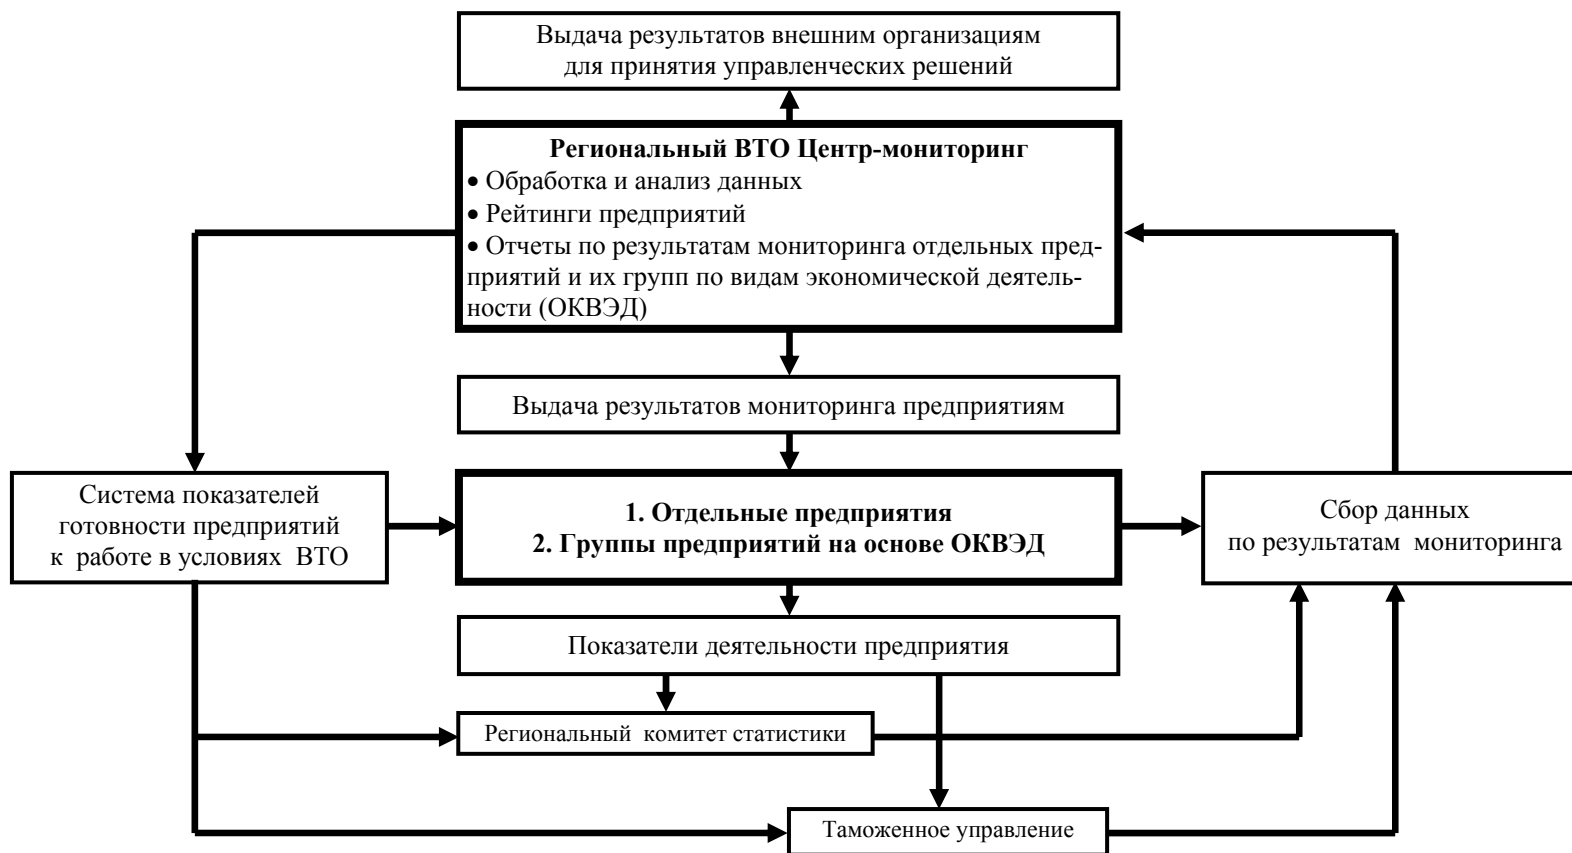 Выдача результатов внешним организациям
для принятия управленческих решений
Региональный ВТО Центр-мониторинг
• Обработка и анализ данных
• Рейтинги предприятий
• Отчеты по результатам мониторинга отдельных пред-
приятий и их групп по видам экономической деятель-
ности (ОКВЭД)
Выдача результатов мониторинга предприятиям
Система показателей
готовности предприятий
к работе в условиях ВТО
1. Отдельные предприятия
2. Группы предприятий на основе ОКВЭД
Сбор данных
по результатам мониторинга
Показатели деятельности предприятия
Региональный комитет статистики
Таможенное управление